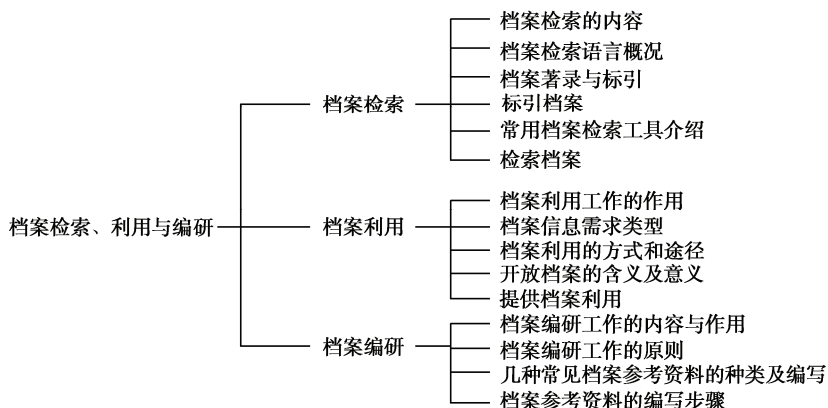 档案检索、利用与编研
档案检索
档案检索的内容
档案检索语言概况
档案著录与标引
标引档案
常用档案检索工具介绍
检索档案
档案利用
档案利用工作的作用
档案信息需求类型
档案利用的方式和途径
开放档案的含义及意义
提供档案利用
档案编研
档案编研工作的内容与作用
档案编研工作的原则
几种常见档案参考资料的种类及编写
档案参考资料的编写步骤